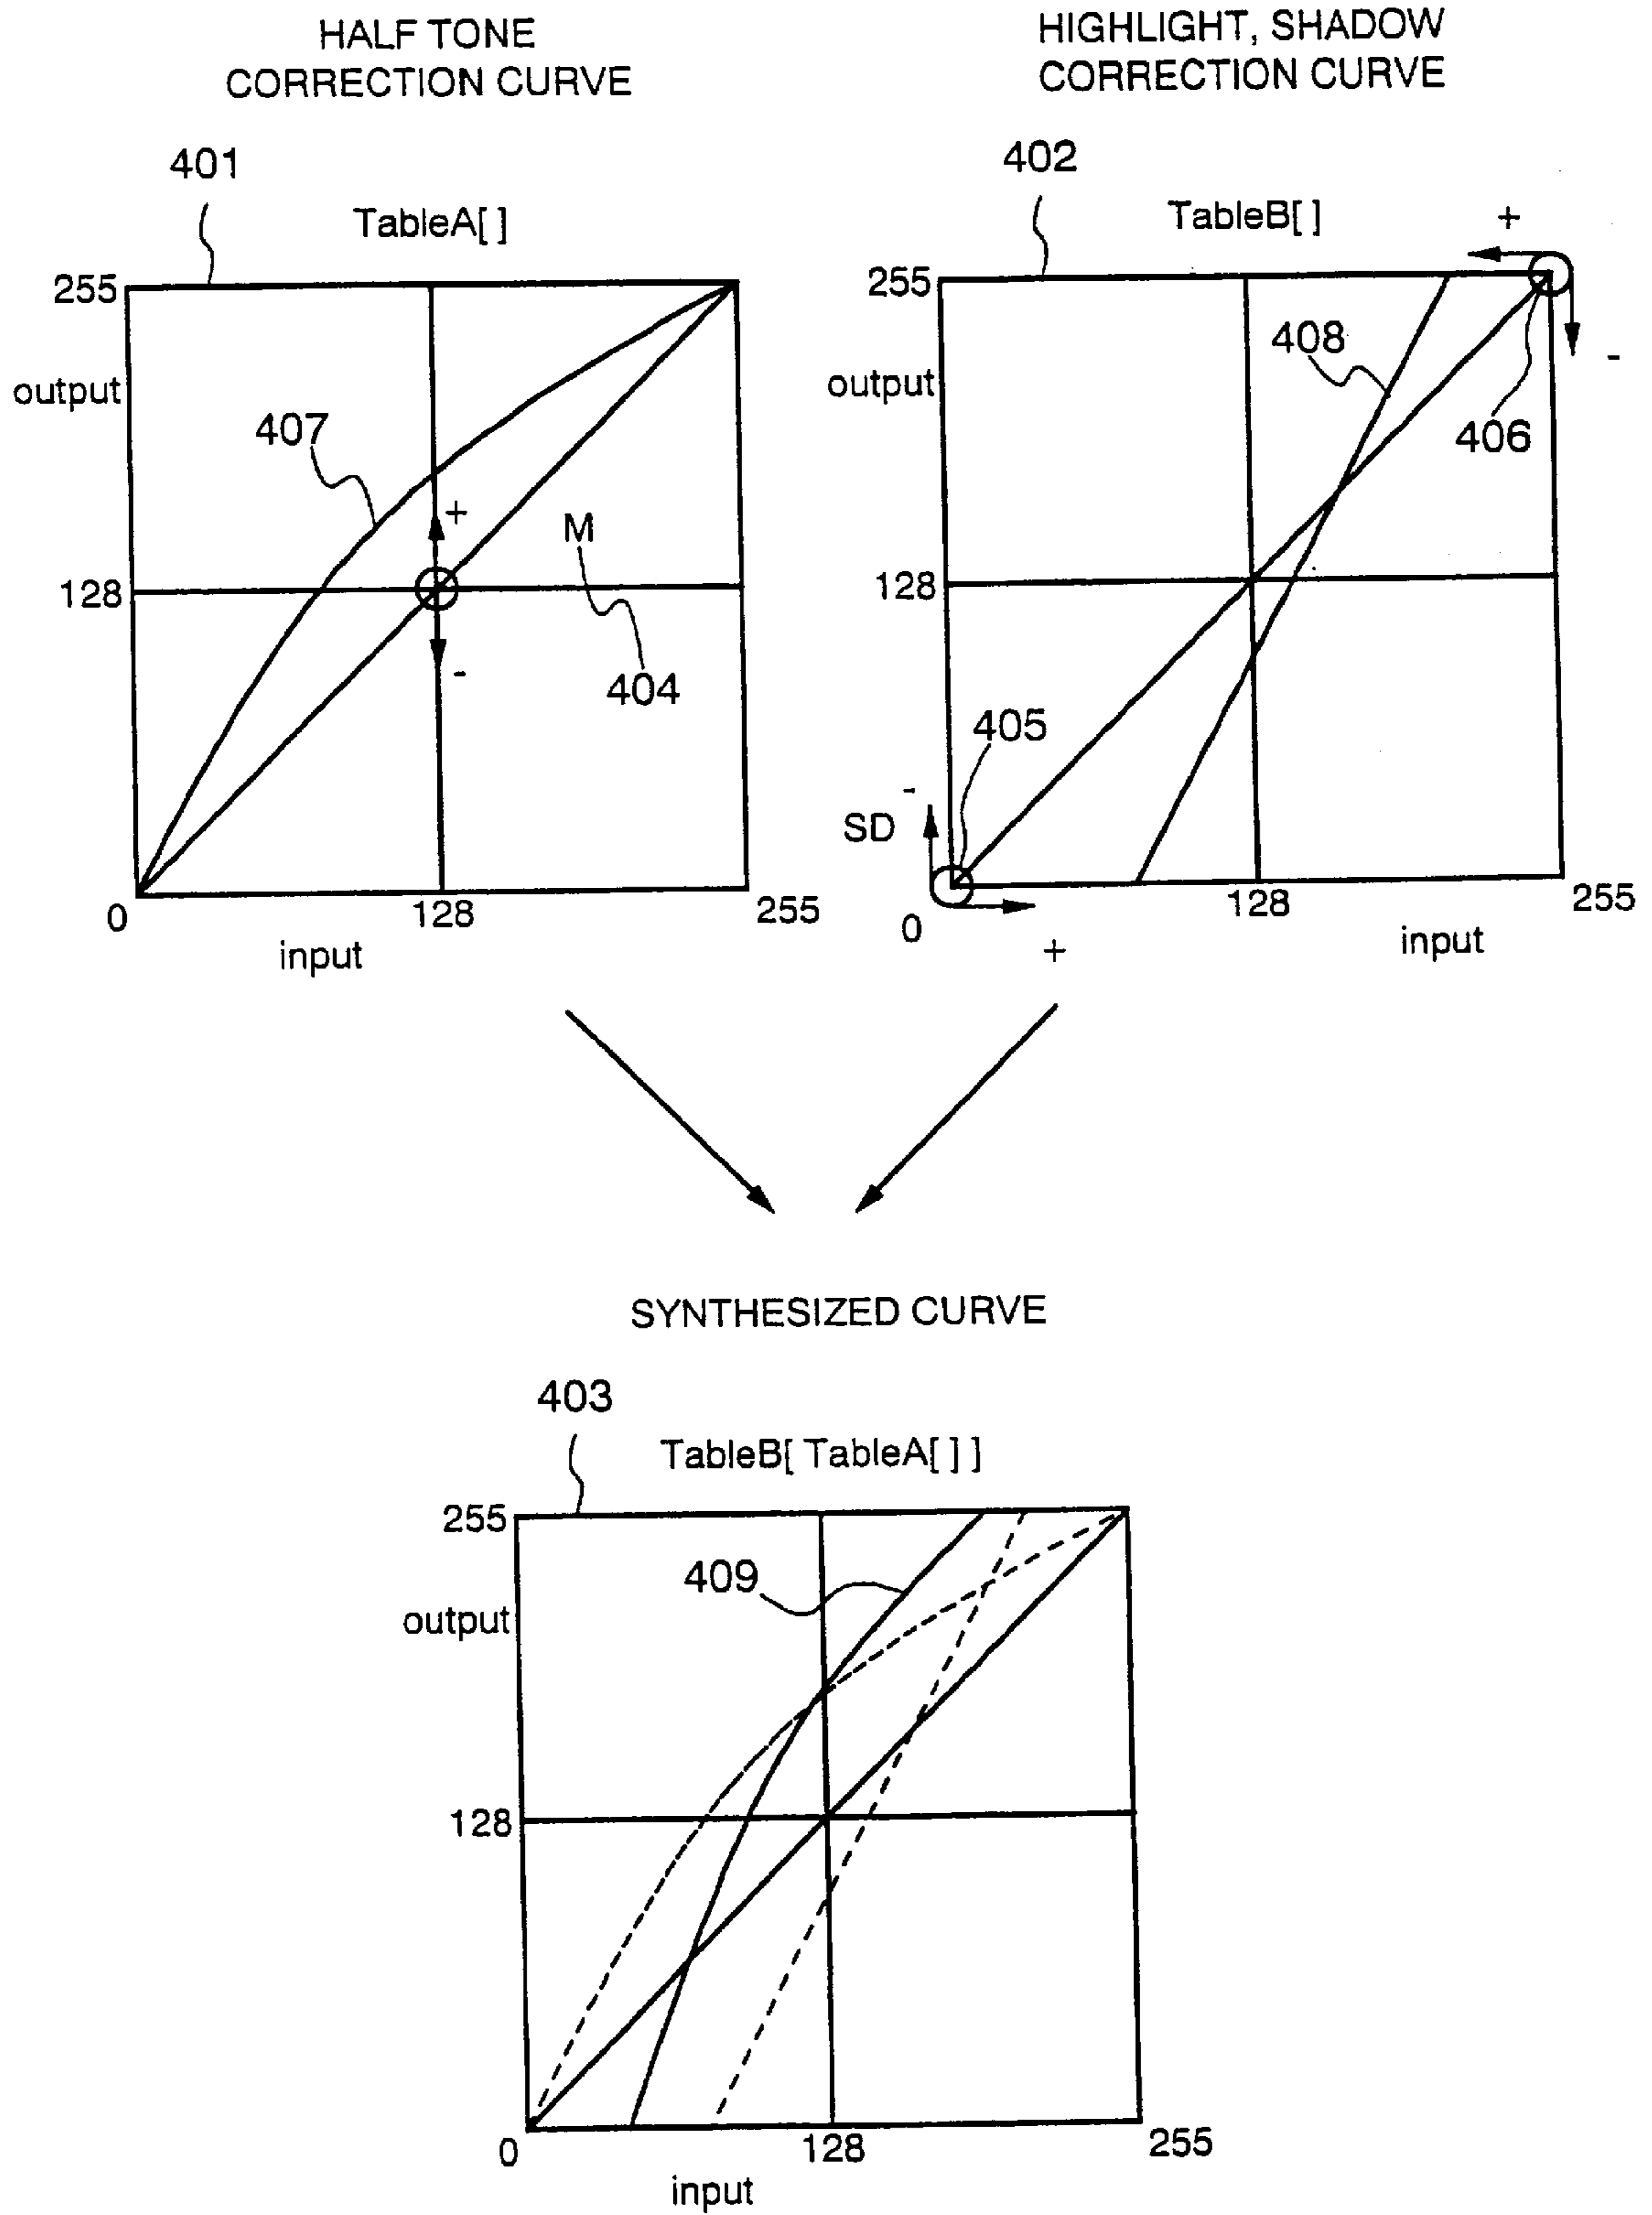 HALF TONE
CORRECTION CURVE
401
TableA[ ]
255
output
407
+
M
128
-
404
0
128
255
input
HIGHLIGHT, SHADOW
CORRECTION CURVE
402
TableB[ ]
+
255
408
-
output
406
128
405
-
SD
0
128
255
+
input
SYNTHESIZED CURVE
403
TableB[ TableA[ ] ]
255
409
output
128
0
128
255
input